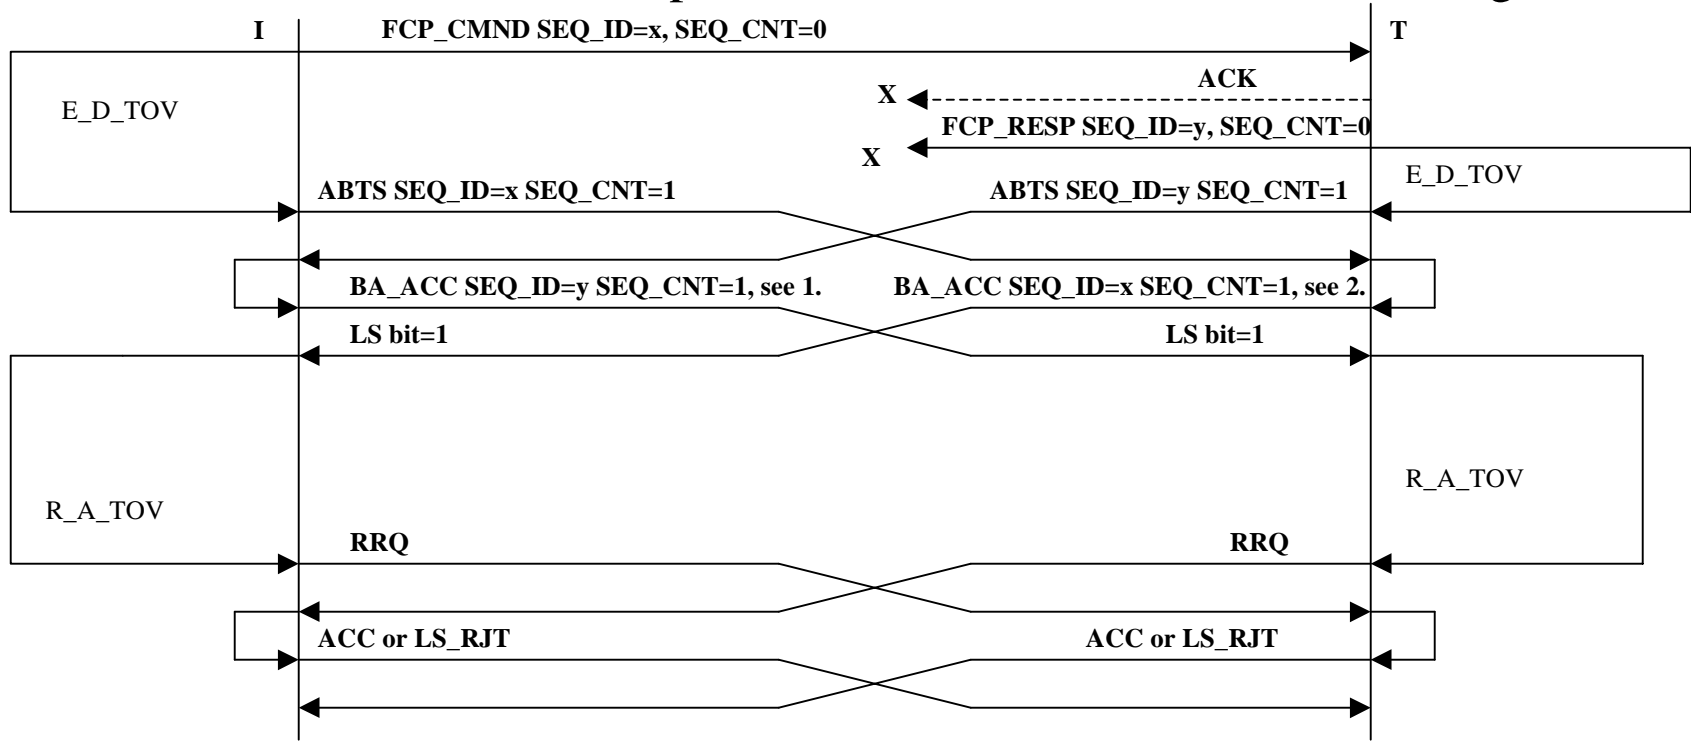 I
FCP_CMND SEQ_ID=x, SEQ_CNT=0
T
ACK
X
E_D_TOV
FCP_RESP SEQ_ID=y, SEQ_CNT=0
X
E_D_TOV
ABTS SEQ_ID=x SEQ_CNT=1
ABTS SEQ_ID=y SEQ_CNT=1
BA_ACC SEQ_ID=y SEQ_CNT=1, see 1.
BA_ACC SEQ_ID=x SEQ_CNT=1, see 2.
LS bit=1
LS bit=1
R_A_TOV
R_A_TOV
RRQ
RRQ
ACC or LS_RJT
ACC or LS_RJT